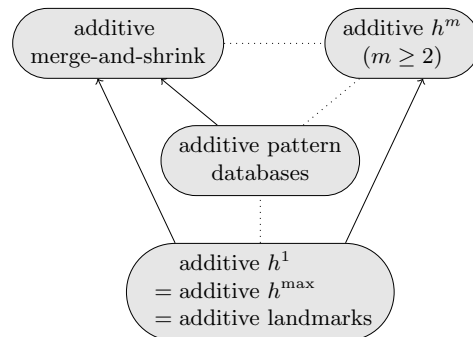 additive
merge-and-shrink
additive h^m
(m ≥ 2)
additive pattern
databases
additive h^1
= additive h^max
= additive landmarks